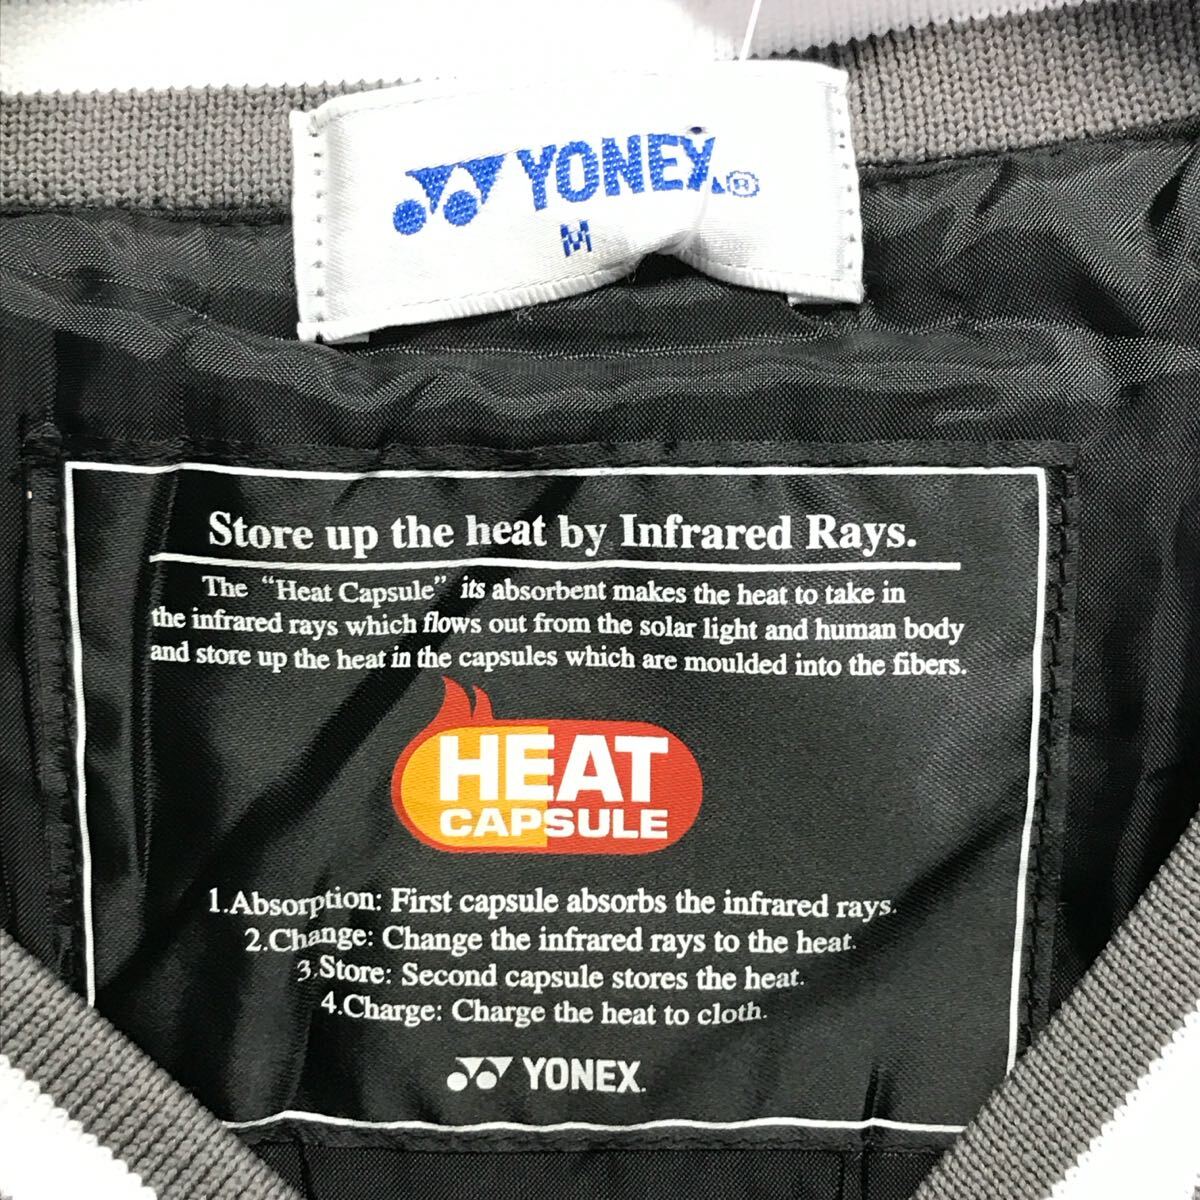 YONEX®
M
Store up the heat by Infrared Rays.
The “Heat Capsule” its absorbent makes the heat to take in
the infrared rays which flows out from the solar light and human body
and store up the heat in the capsules which are moulded into the fibers.
HEAT
CAPSULE
1.Absorption: First capsule absorbs the infrared rays.
2.Change: Change the infrared rays to the heat.
3.Store: Second capsule stores the heat.
4.Charge: Charge the heat to cloth.
YONEX.